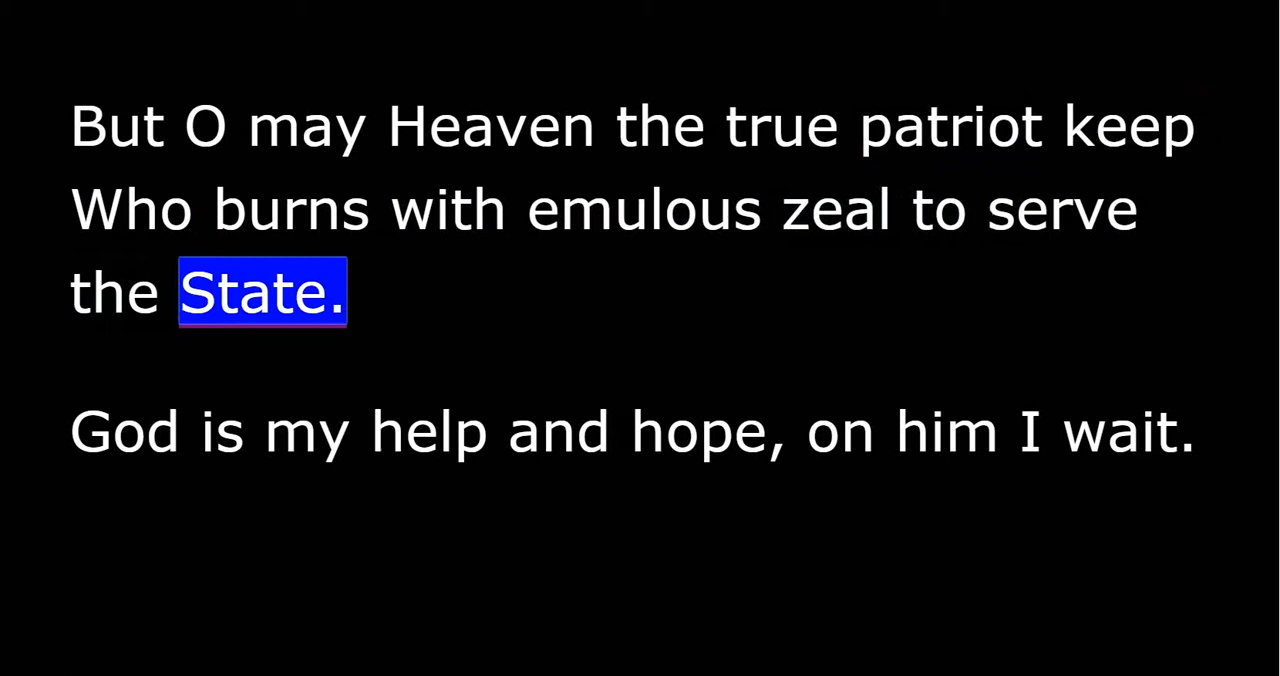 But O may Heaven the true patriot keep
Who burns with emulous zeal to serve
the State.
God is my help and hope, on him I wait.